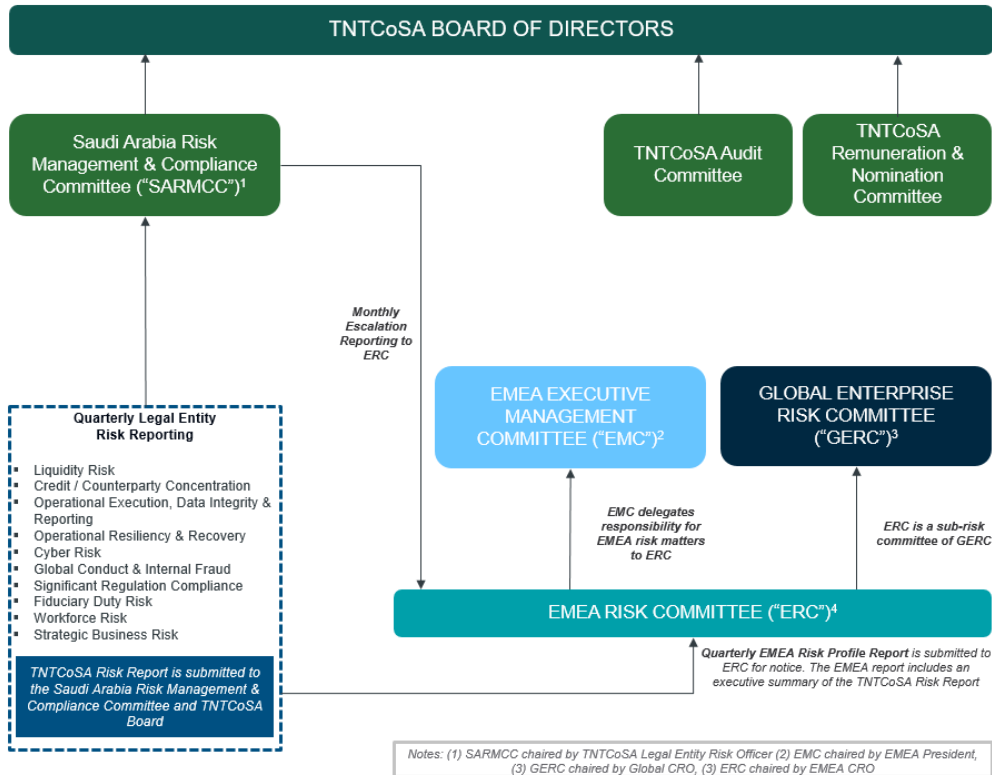 TNTCoSA BOARD OF DIRECTORS
Saudi Arabia Risk
Management & Compliance
Committee (“SARMCC”)1
TNTCoSA Audit
Committee
TNTCoSA
Remuneration &
Nomination
Committee
Monthly
Escalation
Reporting to
ERC
EMEA EXECUTIVE
MANAGEMENT
COMMITTEE (“EMC”)2
GLOBAL ENTERPRISE
RISK COMMITTEE
(“GERC”)3
Quarterly Legal Entity
Risk Reporting
▪ Liquidity Risk
▪ Credit / Counterparty Concentration
▪ Operational Execution, Data Integrity &
Reporting
▪ Operational Resiliency & Recovery
▪ Cyber Risk
▪ Global Conduct & Internal Fraud
▪ Significant Regulation Compliance
▪ Fiduciary Duty Risk
▪ Workforce Risk
▪ Strategic Business Risk
TNTCoSA Risk Report is submitted to
the Saudi Arabia Risk Management &
Compliance Committee and TNTCoSA
Board
EMC delegates
responsibility for
EMEA risk matters
to ERC
ERC is a sub-risk
committee of GERC
EMEA RISK COMMITTEE (“ERC”)4
Quarterly EMEA Risk Profile Report is submitted to
ERC for notice. The EMEA report includes an
executive summary of the TNTCoSA Risk Report
Notes: (1) SARMCC chaired by TNTCoSA Legal Entity Risk Officer (2) EMC chaired by EMEA President,
(3) GERC chaired by Global CRO, (3) ERC chaired by EMEA CRO